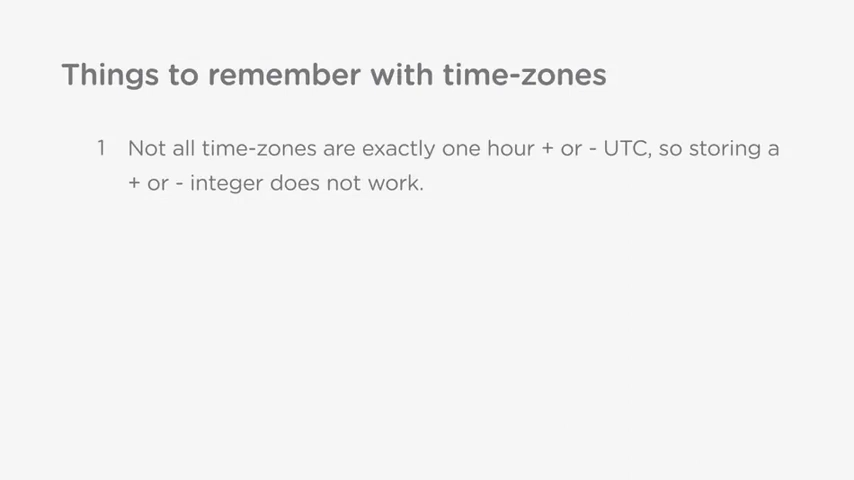 Things to remember with time-zones
1 Not all time-zones are exactly one hour + or - UTC, so storing a
+ or - integer does not work.